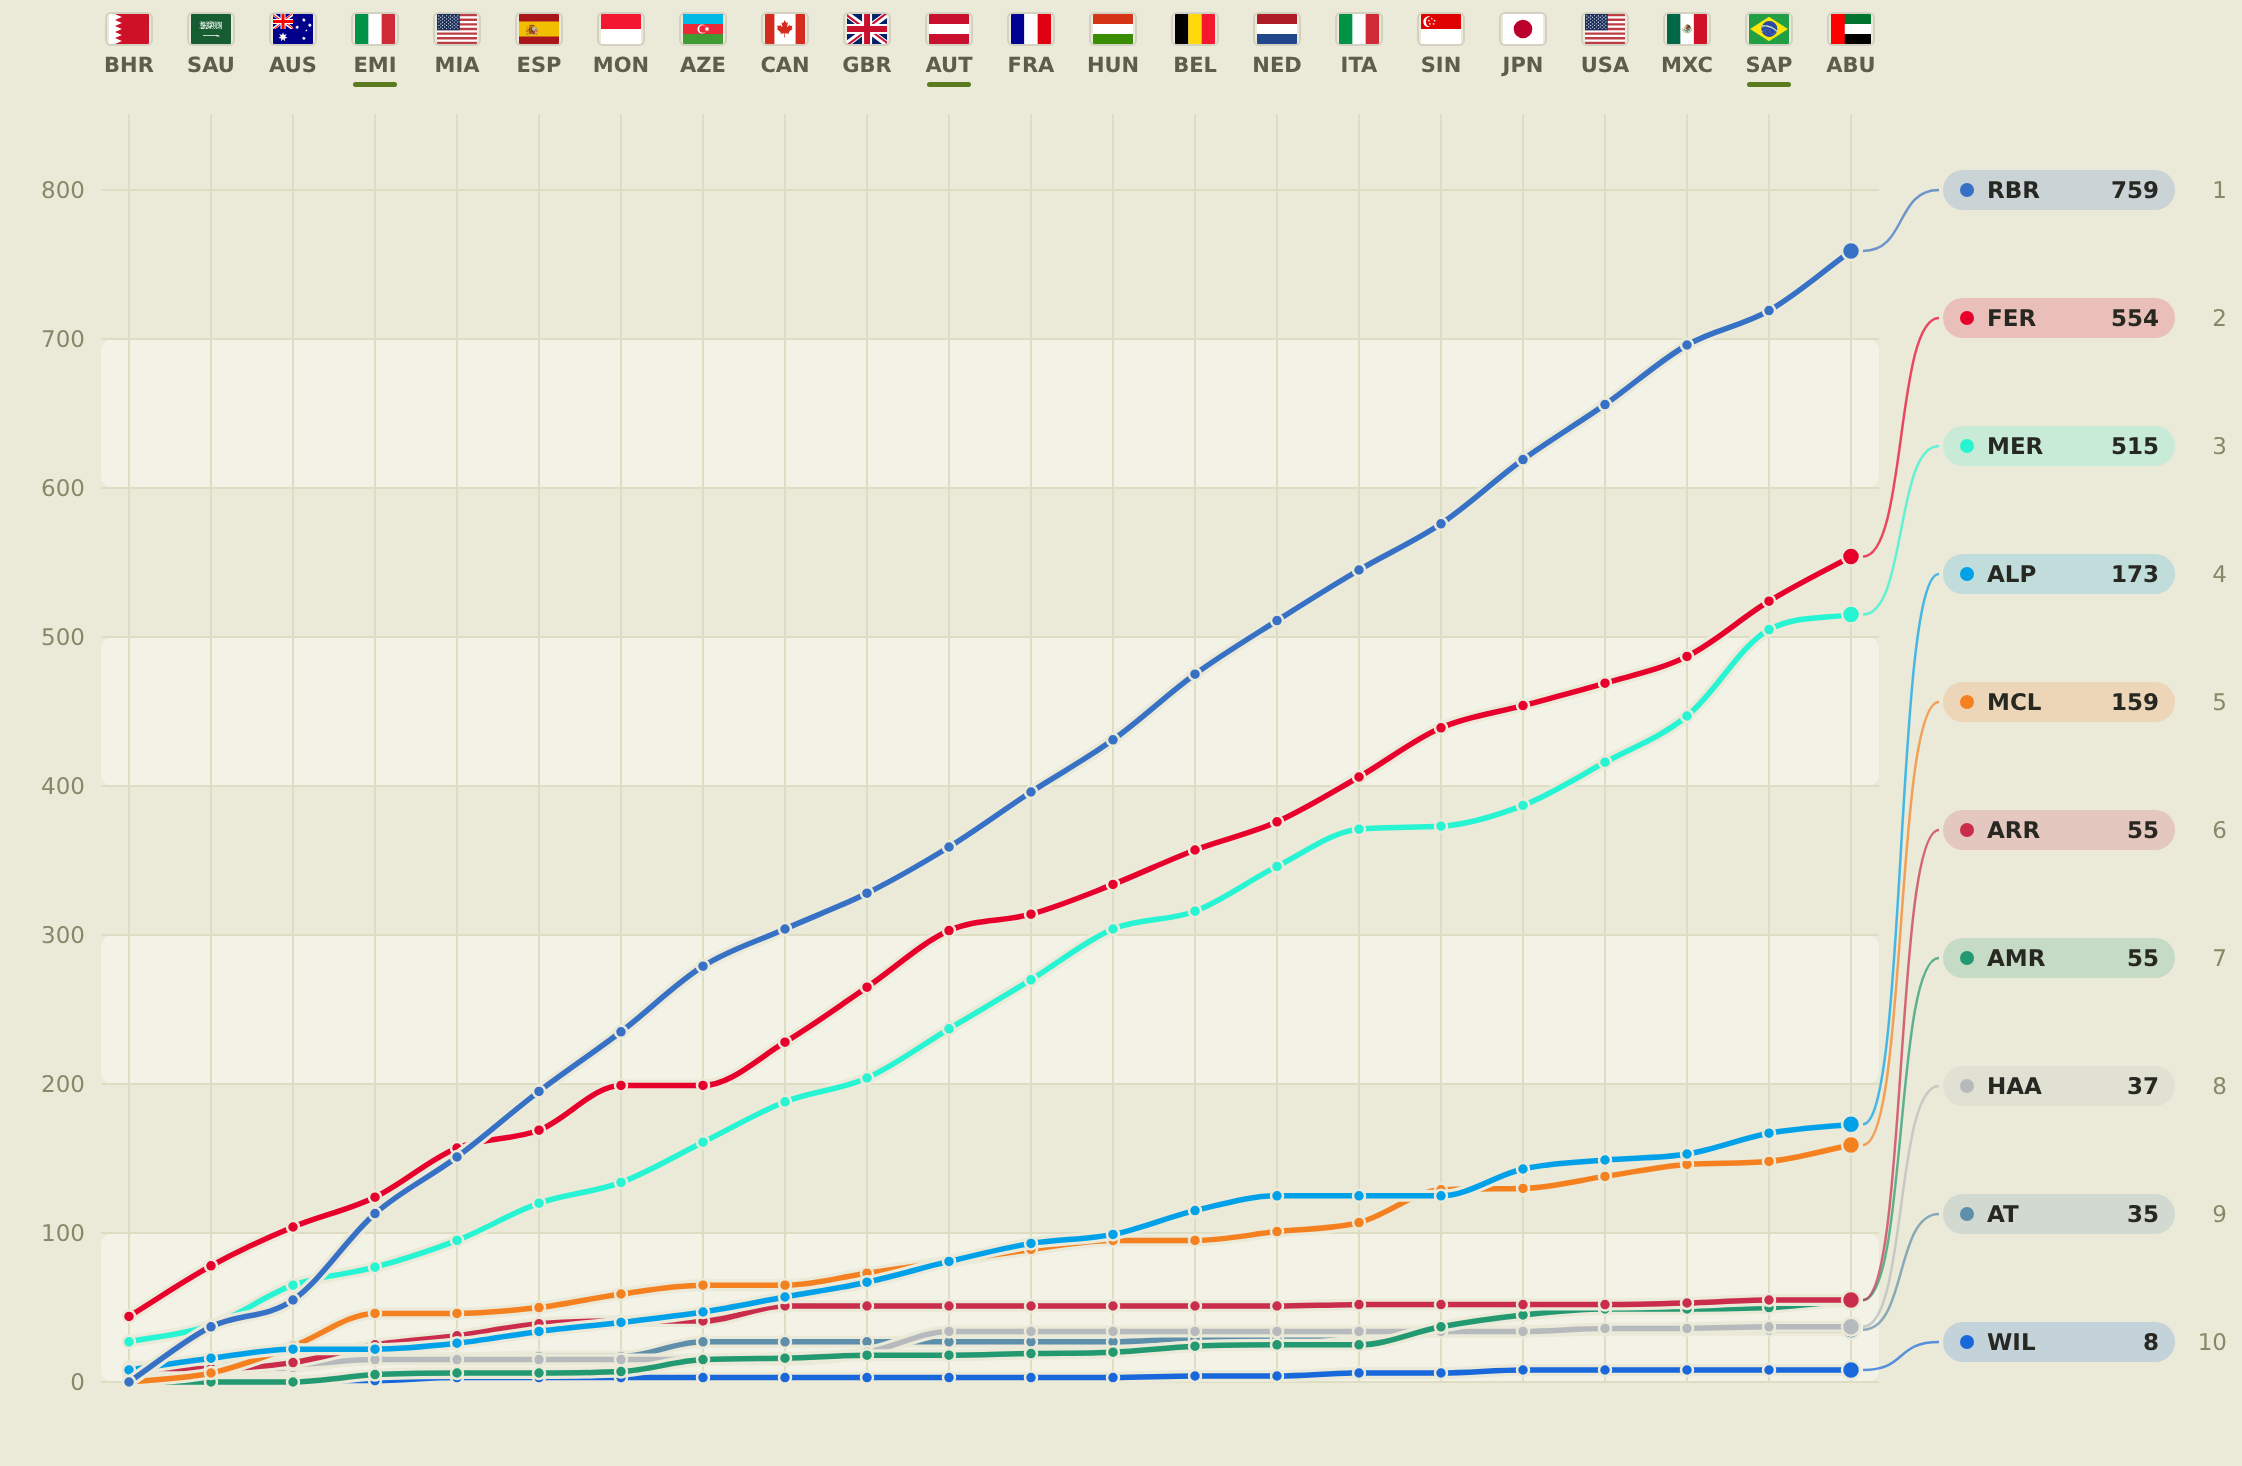 BHR SAU AUS EMI MIA ESP MON AZE CAN GBR AUT FRA HUN BEL NED ITA SIN JPN USA MXC SAP ABU
800
700
600
500
400
300
200
100
0
RBR 759 1
FER 554 2
MER 515 3
ALP 173 4
MCL 159 5
ARR 55 6
AMR 55 7
HAA 37 8
AT 35 9
WIL 8 10